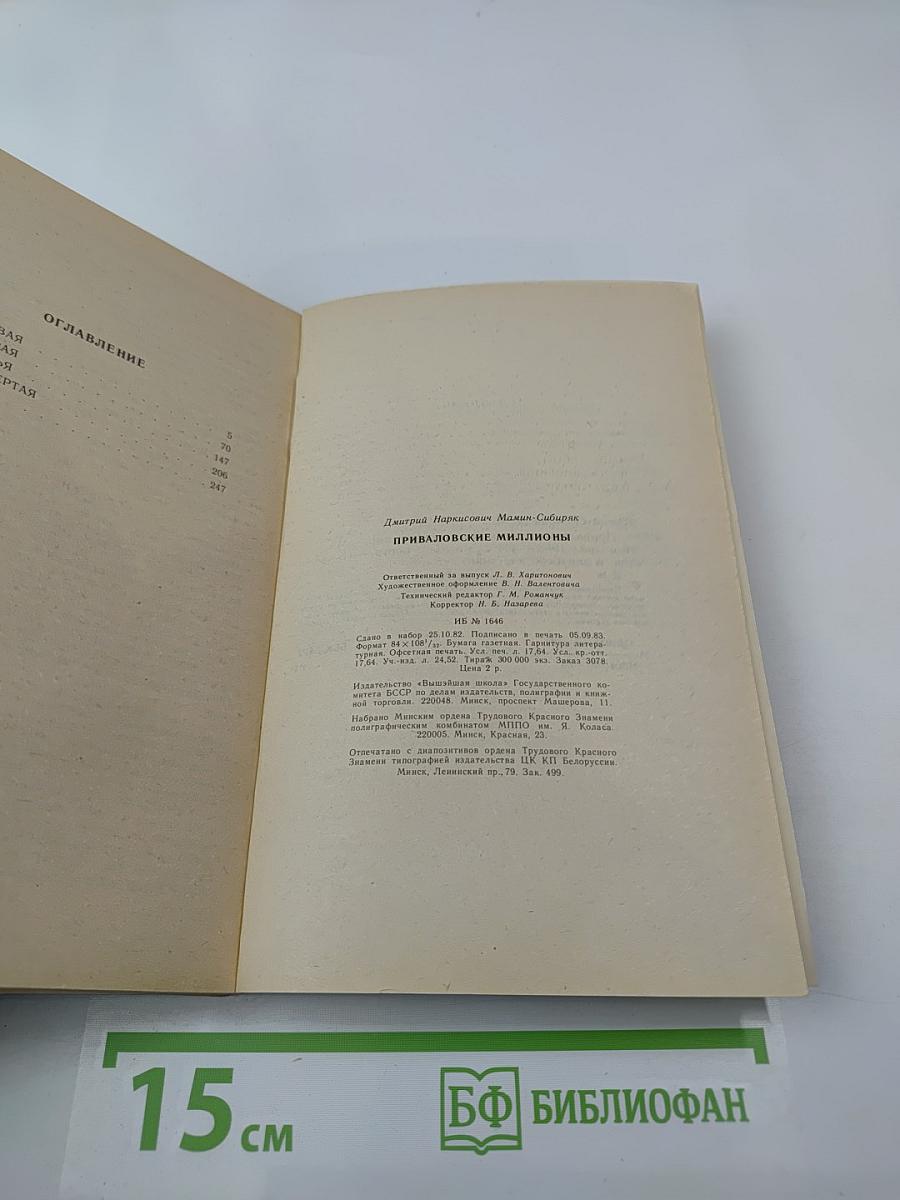 ОГЛАВЛЕНИЕ
5
70
147
206
247
Дмитрий Наркисович Мамин-Сибиряк
ПРИВАЛОВСКИЕ МИЛЛИОНЫ
Ответственный за выпуск Л. В. Харитонович
Художественное оформление В. Н. Валентовича
Технический редактор Г. М. Романчук
Корректор Н. Б. Назарева
ИБ № 1646
Сдано в набор 25.10.82. Подписано в печать 05.09.83.
Формат 84×108¹/₃₂. Бумага газетная. Гарнитура литера-
турная. Офсетная печать. Усл. печ. л. 17,64. Усл. кр.-отт.
17,64. Уч.-изд. л. 24,52. Тираж 300 000 экз. Заказ 3078.
Цена 2 р.
Издательство «Вышэйшая школа» Государственного ко-
митета БССР по делам издательств, полиграфии и книж-
ной торговли. 220048. Минск, проспект Машерова, 11.
Набрано Минским ордена Трудового Красного Знамени
полиграфическим комбинатом МППО им. Я. Коласа.
220005. Минск, Красная, 23.
Отпечатано с диапозитивов ордена Трудового Красного
Знамени типографией издательства ЦК КП Белоруссии.
Минск, Ленинский пр., 79. Зак. 499.
15 см
БФ БИБЛИОФАН